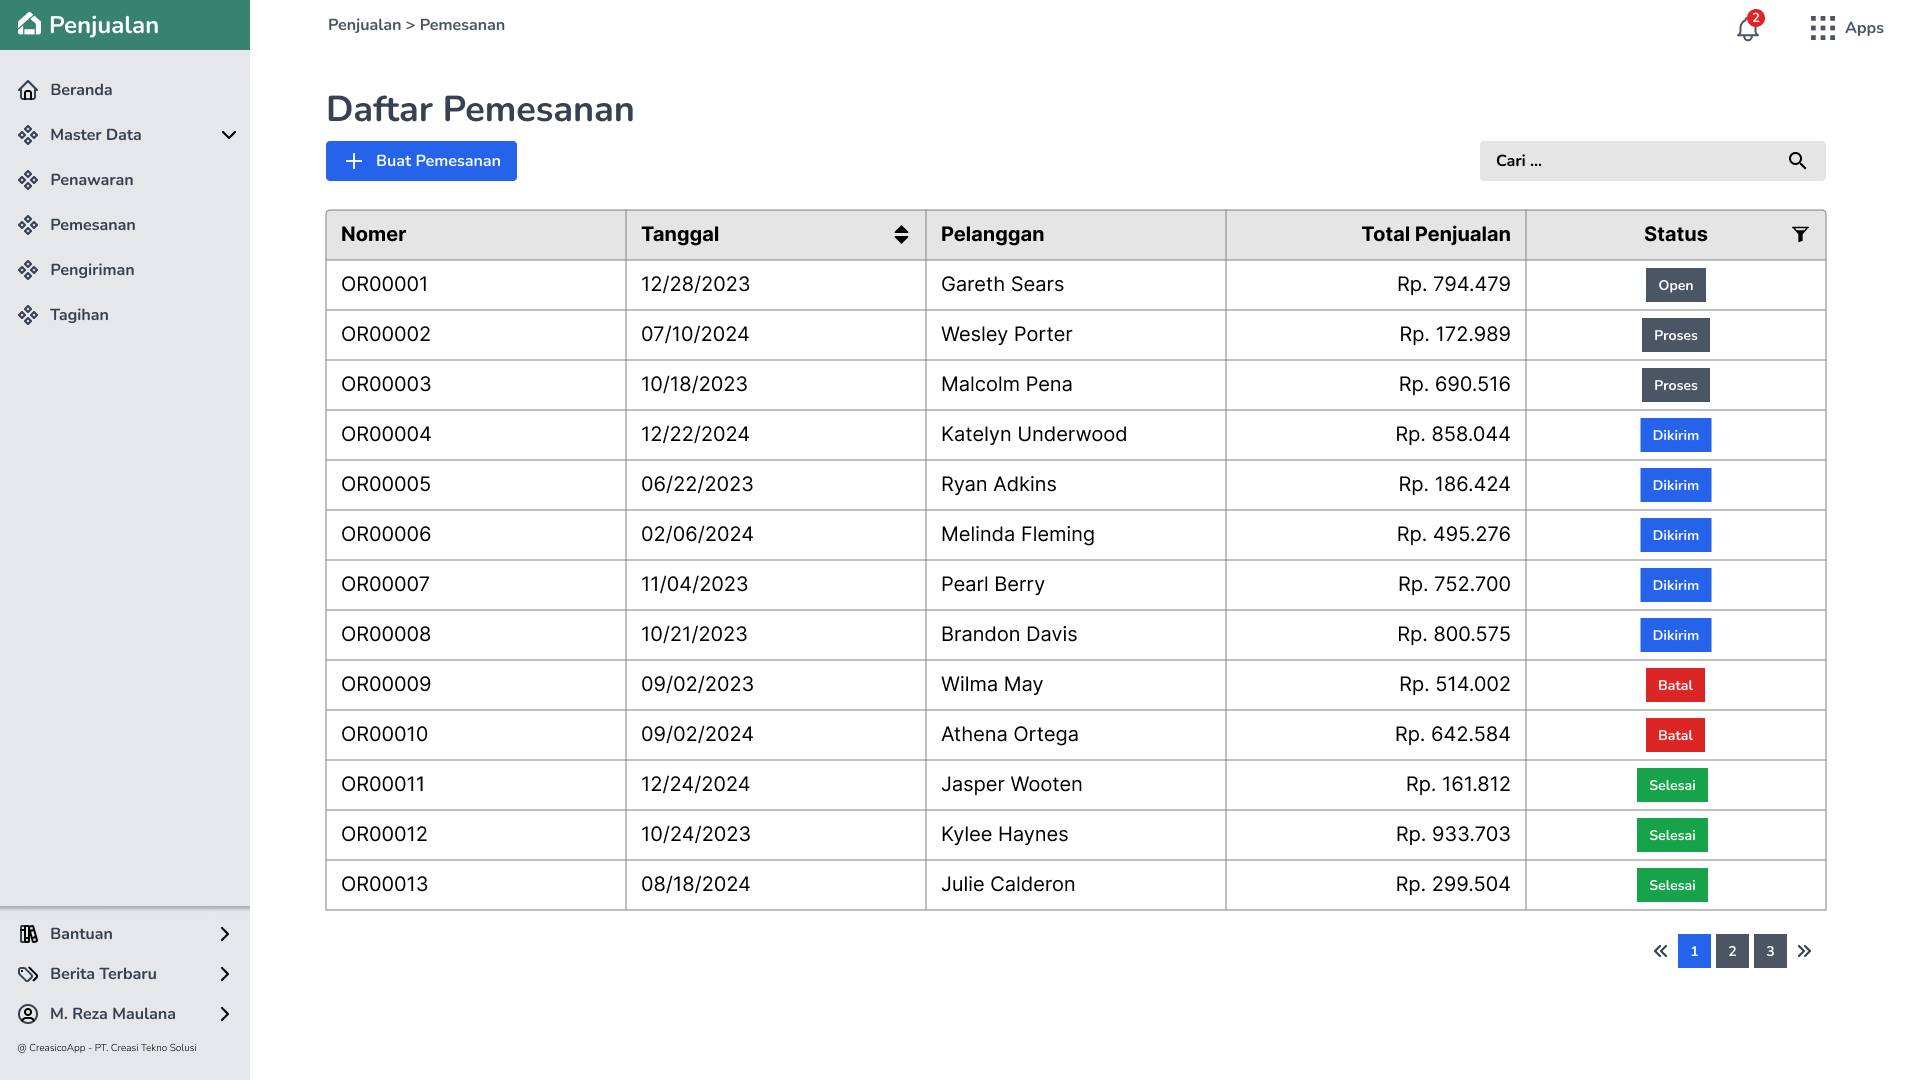 Penjualan
Penjualan > Pemesanan
2
Apps
Beranda
Master Data
Penawaran
Pemesanan
Pengiriman
Tagihan
Daftar Pemesanan
Buat Pemesanan
Cari ...
Nomer Tanggal Pelanggan Total Penjualan Status
OR00001 12/28/2023 Gareth Sears Rp. 794.479 Open
OR00002 07/10/2024 Wesley Porter Rp. 172.989 Proses
OR00003 10/18/2023 Malcolm Pena Rp. 690.516 Proses
OR00004 12/22/2024 Katelyn Underwood Rp. 858.044 Dikirim
OR00005 06/22/2023 Ryan Adkins Rp. 186.424 Dikirim
OR00006 02/06/2024 Melinda Fleming Rp. 495.276 Dikirim
OR00007 11/04/2023 Pearl Berry Rp. 752.700 Dikirim
OR00008 10/21/2023 Brandon Davis Rp. 800.575 Dikirim
OR00009 09/02/2023 Wilma May Rp. 514.002 Batal
OR00010 09/02/2024 Athena Ortega Rp. 642.584 Batal
OR00011 12/24/2024 Jasper Wooten Rp. 161.812 Selesai
OR00012 10/24/2023 Kylee Haynes Rp. 933.703 Selesai
OR00013 08/18/2024 Julie Calderon Rp. 299.504 Selesai
« 1 2 3 »
Bantuan
Berita Terbaru
M. Reza Maulana
@ CreasicoApp - PT. Creasi Tekno Solusi